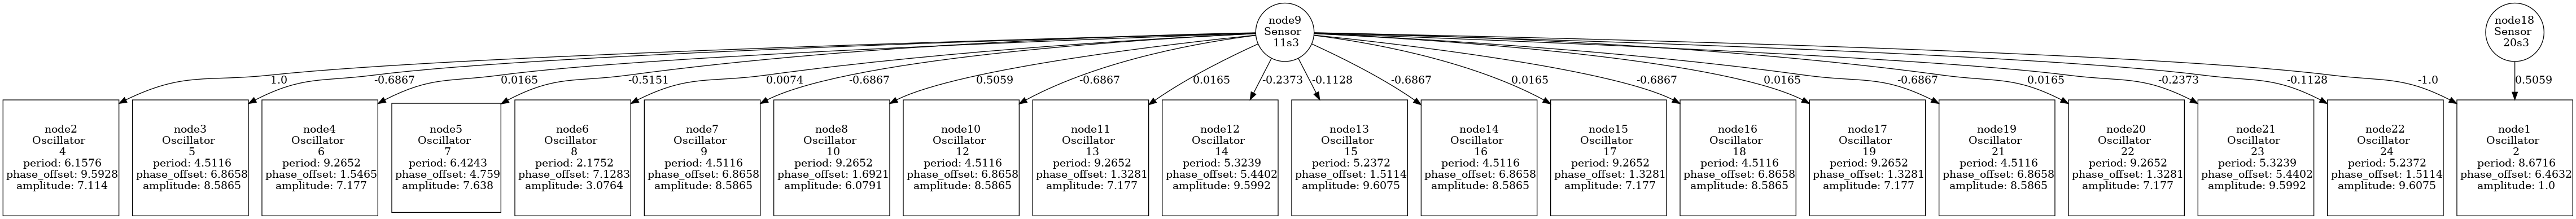 node9
Sensor
11s3
node18
Sensor
20s3
1.0
-0.6867
0.0165
-0.5151
0.0074
-0.6867
0.5059
-0.6867
0.0165
-0.2373
-0.1128
-0.6867
0.0165
-0.6867
0.0165
-0.6867
0.0165
-0.2373
-0.1128
-1.0
0.5059
node2
Oscillator
4
period: 6.1576
phase_offset: 9.5928
amplitude: 7.114
node3
Oscillator
5
period: 4.5116
phase_offset: 6.8658
amplitude: 8.5865
node4
Oscillator
6
period: 9.2652
phase_offset: 1.5465
amplitude: 7.177
node5
Oscillator
7
period: 6.4243
phase_offset: 4.759
amplitude: 7.638
node6
Oscillator
8
period: 2.1752
phase_offset: 7.1283
amplitude: 3.0764
node7
Oscillator
9
period: 4.5116
phase_offset: 6.8658
amplitude: 8.5865
node8
Oscillator
10
period: 9.2652
phase_offset: 1.6921
amplitude: 6.0791
node10
Oscillator
12
period: 4.5116
phase_offset: 6.8658
amplitude: 8.5865
node11
Oscillator
13
period: 9.2652
phase_offset: 1.3281
amplitude: 7.177
node12
Oscillator
14
period: 5.3239
phase_offset: 5.4402
amplitude: 9.5992
node13
Oscillator
15
period: 5.2372
phase_offset: 1.5114
amplitude: 9.6075
node14
Oscillator
16
period: 4.5116
phase_offset: 6.8658
amplitude: 8.5865
node15
Oscillator
17
period: 9.2652
phase_offset: 1.3281
amplitude: 7.177
node16
Oscillator
18
period: 4.5116
phase_offset: 6.8658
amplitude: 8.5865
node17
Oscillator
19
period: 9.2652
phase_offset: 1.3281
amplitude: 7.177
node19
Oscillator
21
period: 4.5116
phase_offset: 6.8658
amplitude: 8.5865
node20
Oscillator
22
period: 9.2652
phase_offset: 1.3281
amplitude: 7.177
node21
Oscillator
23
period: 5.3239
phase_offset: 5.4402
amplitude: 9.5992
node22
Oscillator
24
period: 5.2372
phase_offset: 1.5114
amplitude: 9.6075
node1
Oscillator
2
period: 8.6716
phase_offset: 6.4632
amplitude: 1.0